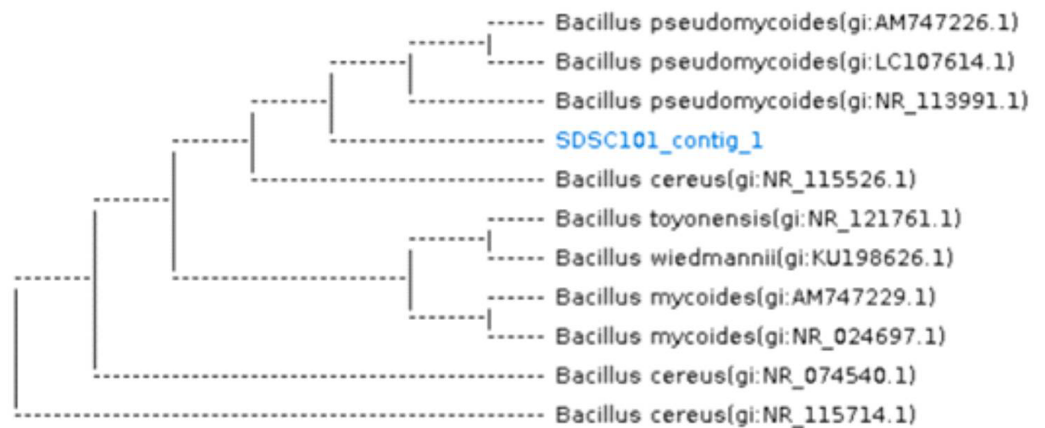 Bacillus pseudomycoides(gi:AM747226.1)
Bacillus pseudomycoides(gi:LC107614.1)
Bacillus pseudomycoides(gi:NR_113991.1)
SDSC101_contig_1
Bacillus cereus(gi:NR_115526.1)
Bacillus toyonensis(gi:NR_121761.1)
Bacillus wiedmannii(gi:KU198626.1)
Bacillus mycoides(gi:AM747229.1)
Bacillus mycoides(gi:NR_024697.1)
Bacillus cereus(gi:NR_074540.1)
Bacillus cereus(gi:NR_115714.1)